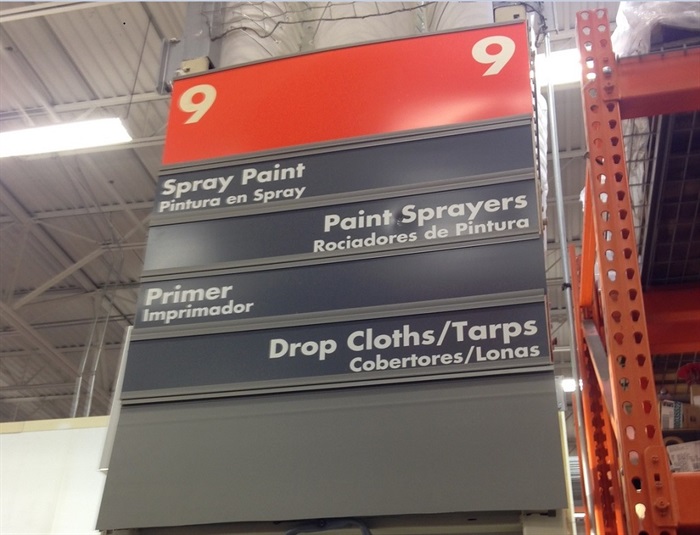 9 9
Spray Paint
Pintura en Spray
Paint Sprayers
Rociadores de Pintura
Primer
Imprimador
Drop Cloths/Tarps
Cobertores/Lonas